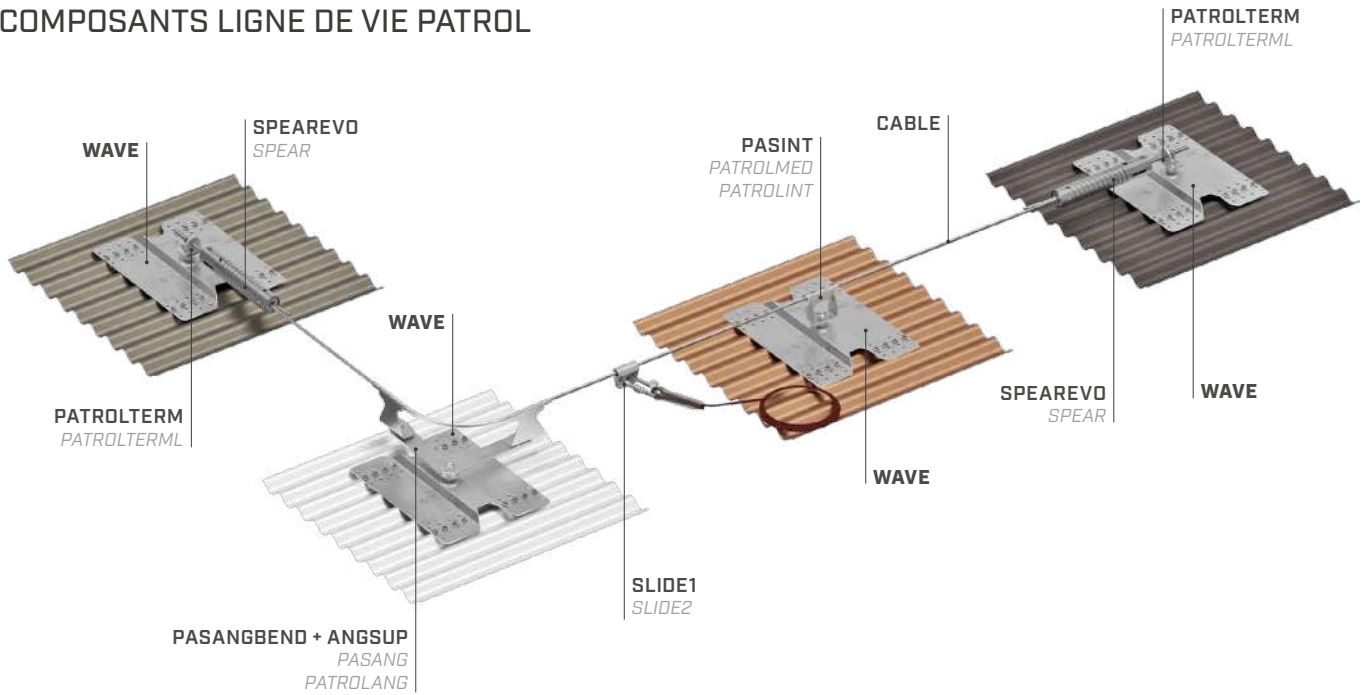 COMPOSANTS LIGNE DE VIE PATROL
PATROLTERM
PATROLTERML
SPEAREVO
SPEAR
WAVE
CABLE
PASINT
PATROLMED
PATROLINT
WAVE
PATROLTERM
PATROLTERML
SPEAREVO
SPEAR
WAVE
WAVE
SLIDE1
SLIDE2
PASANGBEND + ANGSUP
PASANG
PATROLANG